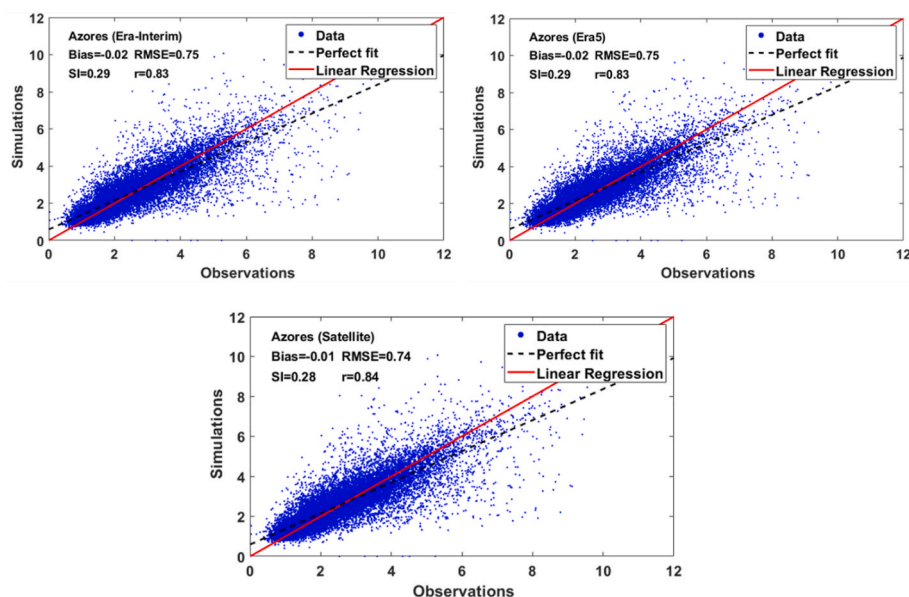 Azores (Era-Interim)
Bias=-0.02 RMSE=0.75
SI=0.29 r=0.83
Data
Perfect fit
Linear Regression
12
10
8
6
4
2
0
Simulations
0 2 4 6 8 10 12
Observations
Azores (Era5)
Bias=-0.02 RMSE=0.75
SI=0.29 r=0.83
Data
Perfect fit
Linear Regression
12
10
8
6
4
2
0
Simulations
0 2 4 6 8 10 12
Observations
Azores (Satellite)
Bias=-0.01 RMSE=0.74
SI=0.28 r=0.84
Data
Perfect fit
Linear Regression
12
10
8
6
4
2
0
Simulations
0 2 4 6 8 10 12
Observations